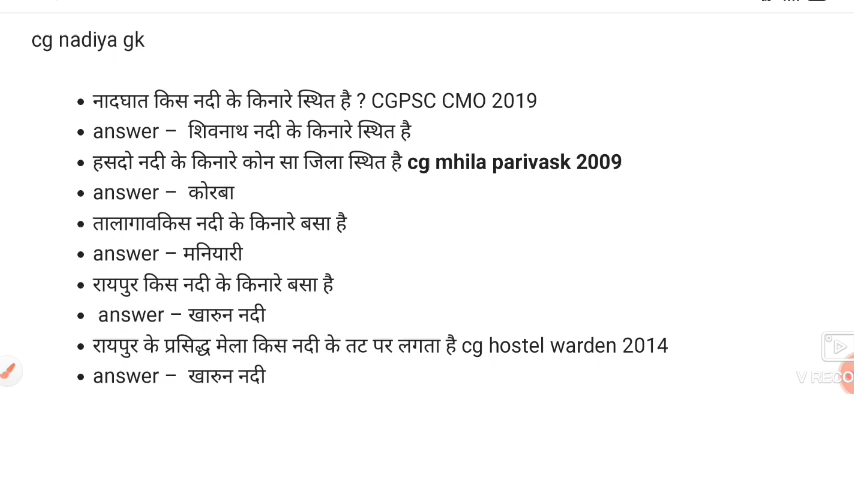 cg nadiya gk
• नादघात किस नदी के किनारे स्थित है ? CGPSC CMO 2019
• answer – शिवनाथ नदी के किनारे स्थित है
• हसदो नदी के किनारे कोन सा जिला स्थित है cg mhila parivask 2009
• answer – कोरबा
• तालागावकिस नदी के किनारे बसा है
• answer – मनियारी
• रायपुर किस नदी के किनारे बसा है
• answer – खारुन नदी
• रायपुर के प्रसिद्ध मेला किस नदी के तट पर लगता है cg hostel warden 2014
• answer – खारुन नदी
V RECO